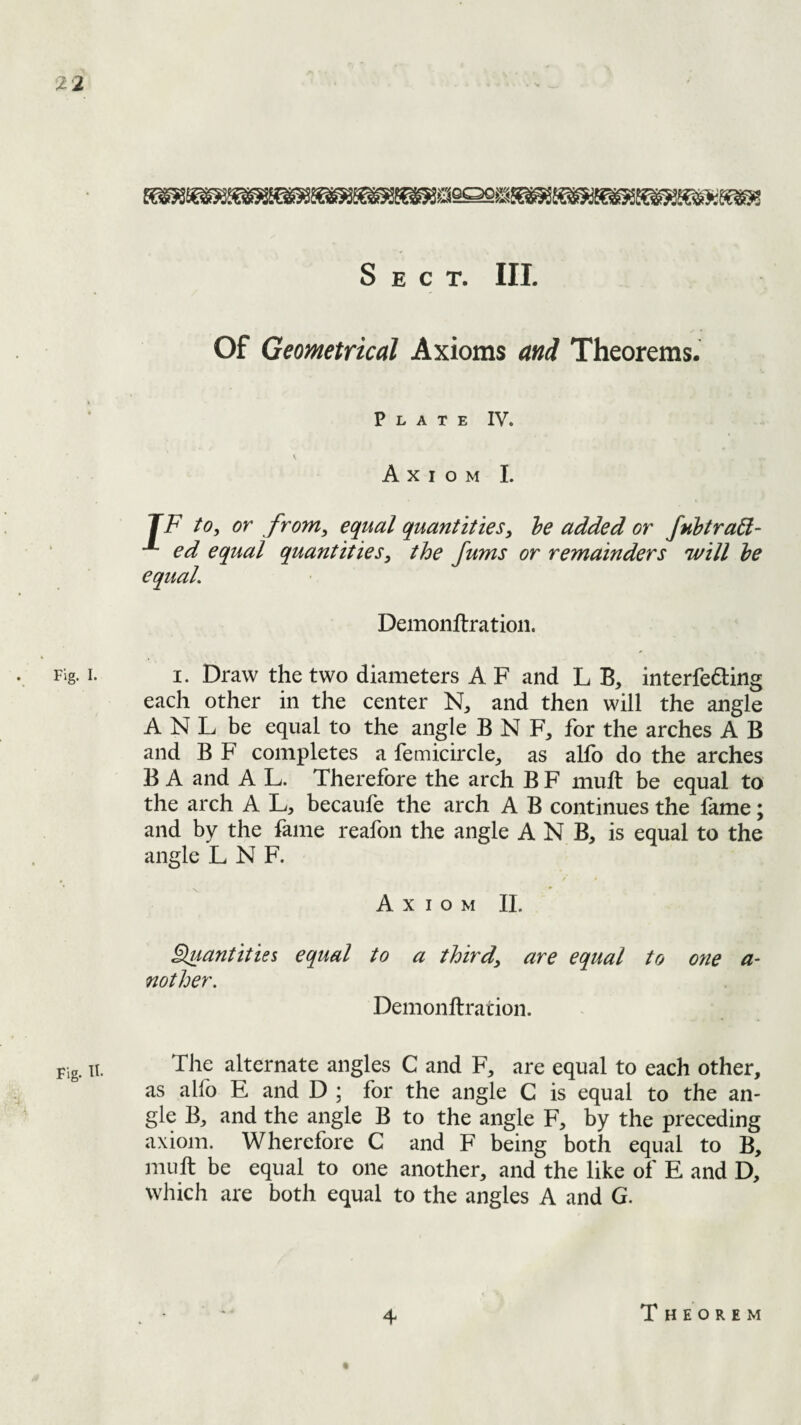 22
Sect. III.
Of Geometrical Axioms and Theorems.
Plate IV.
Axiom I.
IF to, or from, equal quantities, be added or ſubtract-
ed equal quantities, the ſums or remainders will be
equal.
Demonſtration.
Fig. I.
1. Draw the two diameters A F and L B, interſecting
each other in the center N, and then will the angle
A N L be equal to the angle B N F, for the arches A B
and B F completes a ſemicircle, as alſo do the arches
B A and A L. Therefore the arch B F muſt be equal to
the arch A L, becauſe the arch A B continues the ſame;
and by the ſame reaſon the angle A N B, is equal to the
angle L N F.
Axiom II.
Quantities equal to a third, are equal to one a-
nother.
Demonſtration.
Fig. II.
The alternate angles C and F, are equal to each other,
as alſo E and D ; for the angle C is equal to the an-
gle B, and the angle B to the angle F, by the preceding
axiom. Wherefore C and F being both equal to B,
muſt be equal to one another, and the like of E and D,
which are both equal to the angles A and G.
4
Theorem